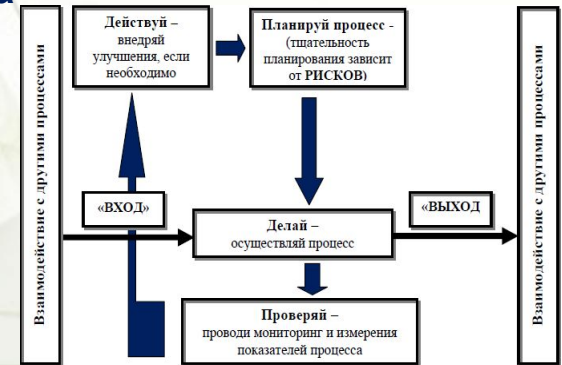 Действуй –
внедряй
улучшения, если
необходимо
Планируй процесс -
(тщательность
планирования зависит
от РИСКОВ)
Взаимодействие с другими процессами
«ВХОД»
Делай –
осуществляй процесс
«ВЫХОД
Взаимодействие с другими процессами
Проверяй –
проводи мониторинг и измерения
показателей процесса